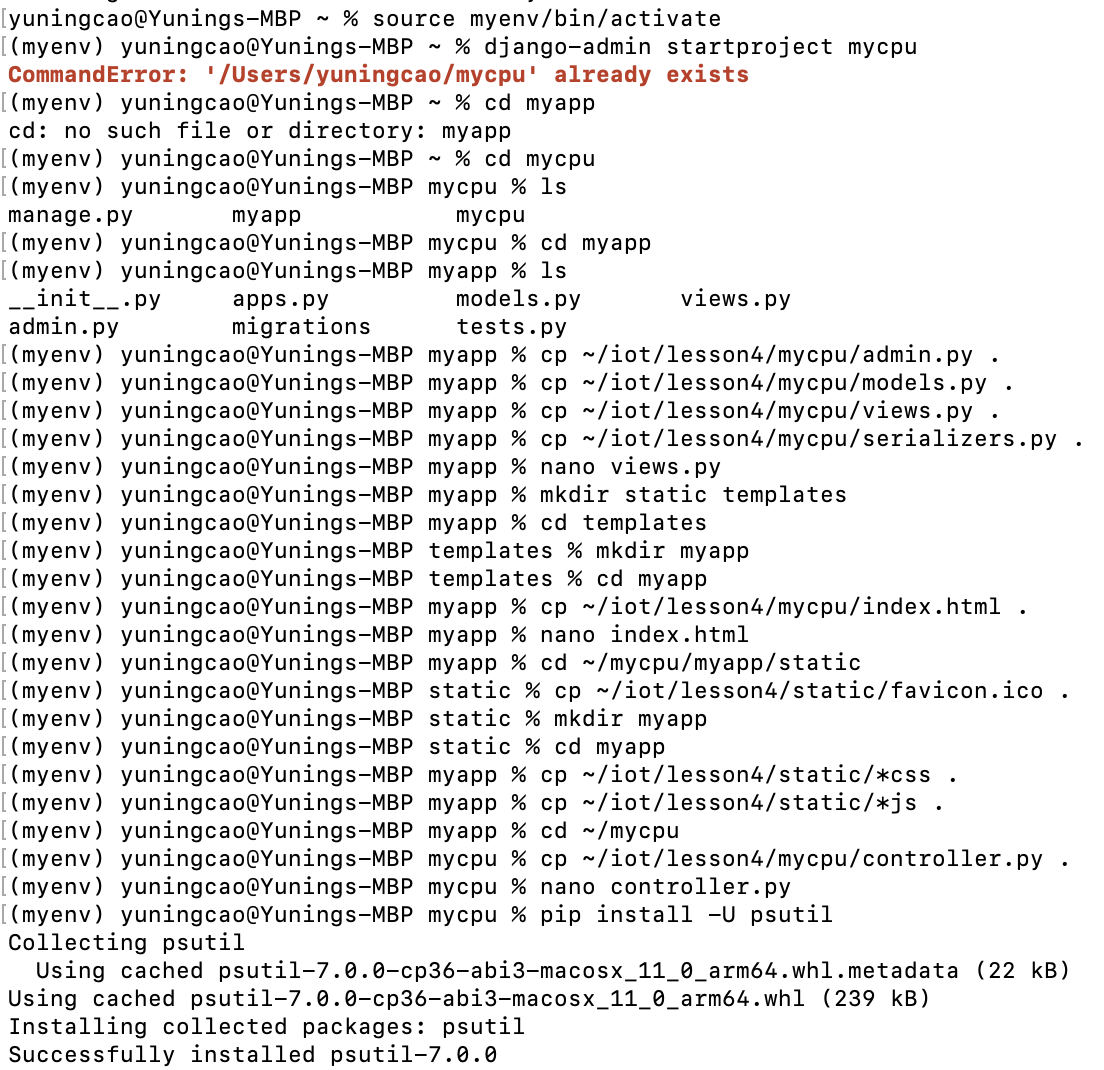 [yuningcao@Yunings-MBP ~ % source myenv/bin/activate
[(myenv) yuningcao@Yunings-MBP ~ % django-admin startproject mycpu
CommandError: '/Users/yuningcao/mycpu' already exists
[(myenv) yuningcao@Yunings-MBP ~ % cd myapp
cd: no such file or directory: myapp
[(myenv) yuningcao@Yunings-MBP ~ % cd mycpu
[(myenv) yuningcao@Yunings-MBP mycpu % ls
manage.py       myapp           mycpu
[(myenv) yuningcao@Yunings-MBP mycpu % cd myapp
[(myenv) yuningcao@Yunings-MBP myapp % ls
__init__.py     apps.py         models.py       views.py
admin.py        migrations      tests.py
[(myenv) yuningcao@Yunings-MBP myapp % cp ~/iot/lesson4/mycpu/admin.py .
[(myenv) yuningcao@Yunings-MBP myapp % cp ~/iot/lesson4/mycpu/models.py .
[(myenv) yuningcao@Yunings-MBP myapp % cp ~/iot/lesson4/mycpu/views.py .
[(myenv) yuningcao@Yunings-MBP myapp % cp ~/iot/lesson4/mycpu/serializers.py .
[(myenv) yuningcao@Yunings-MBP myapp % nano views.py
[(myenv) yuningcao@Yunings-MBP myapp % mkdir static templates
[(myenv) yuningcao@Yunings-MBP myapp % cd templates
[(myenv) yuningcao@Yunings-MBP templates % mkdir myapp
[(myenv) yuningcao@Yunings-MBP templates % cd myapp
[(myenv) yuningcao@Yunings-MBP myapp % cp ~/iot/lesson4/mycpu/index.html .
[(myenv) yuningcao@Yunings-MBP myapp % nano index.html
[(myenv) yuningcao@Yunings-MBP myapp % cd ~/mycpu/myapp/static
[(myenv) yuningcao@Yunings-MBP static % cp ~/iot/lesson4/static/favicon.ico .
[(myenv) yuningcao@Yunings-MBP static % mkdir myapp
[(myenv) yuningcao@Yunings-MBP static % cd myapp
[(myenv) yuningcao@Yunings-MBP myapp % cp ~/iot/lesson4/static/*css .
[(myenv) yuningcao@Yunings-MBP myapp % cp ~/iot/lesson4/static/*js .
[(myenv) yuningcao@Yunings-MBP myapp % cd ~/mycpu
[(myenv) yuningcao@Yunings-MBP mycpu % cp ~/iot/lesson4/mycpu/controller.py .
[(myenv) yuningcao@Yunings-MBP mycpu % nano controller.py
[(myenv) yuningcao@Yunings-MBP mycpu % pip install -U psutil
Collecting psutil
  Using cached psutil-7.0.0-cp36-abi3-macosx_11_0_arm64.whl.metadata (22 kB)
Using cached psutil-7.0.0-cp36-abi3-macosx_11_0_arm64.whl (239 kB)
Installing collected packages: psutil
Successfully installed psutil-7.0.0